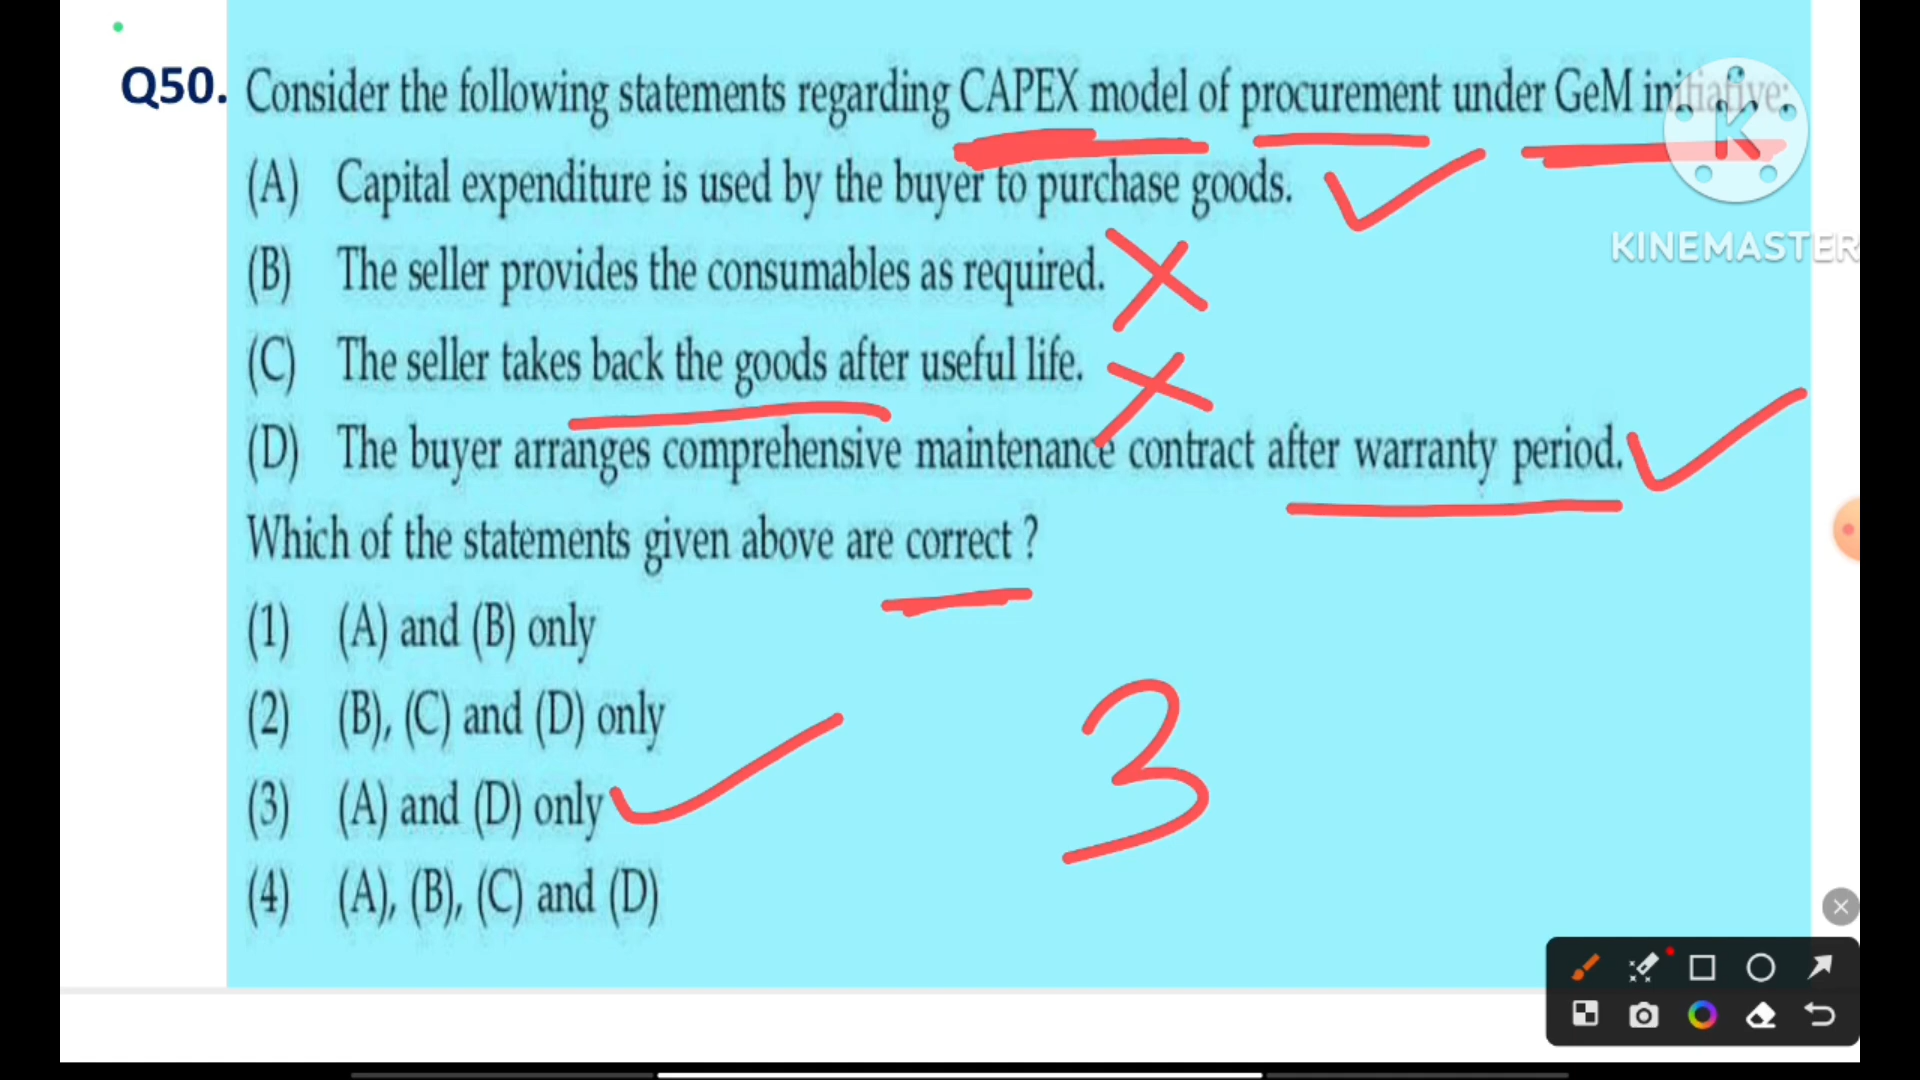 Q50. Consider the following statements regarding CAPEX model of procurement under GeM initiative:
(A) Capital expenditure is used by the buyer to purchase goods.
(B) The seller provides the consumables as required.
(C) The seller takes back the goods after useful life.
(D) The buyer arranges comprehensive maintenance contract after warranty period.
Which of the statements given above are correct ?
(1) (A) and (B) only
(2) (B), (C) and (D) only
(3) (A) and (D) only
(4) (A), (B), (C) and (D)
3
K
KINEMASTER